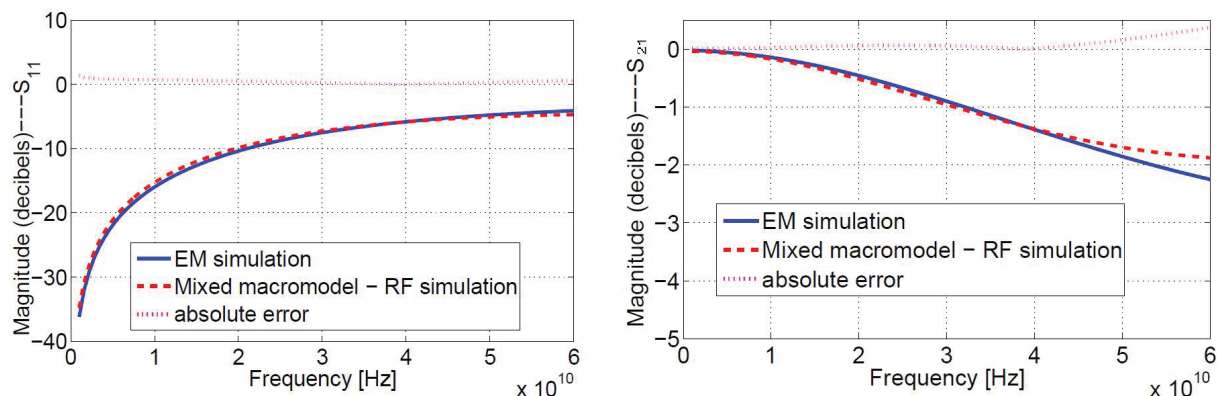 Magnitude (decibels)−−−S11
10
0
−10
−20
−30
−40
EM simulation
Mixed macromodel − RF simulation
absolute error
0 1 2 3 4 5 6
Frequency [Hz]
x 10^10
Magnitude (decibels)−−−S21
0
−1
−2
−3
−4
−5
EM simulation
Mixed macromodel − RF simulation
absolute error
0 1 2 3 4 5 6
Frequency [Hz]
x 10^10